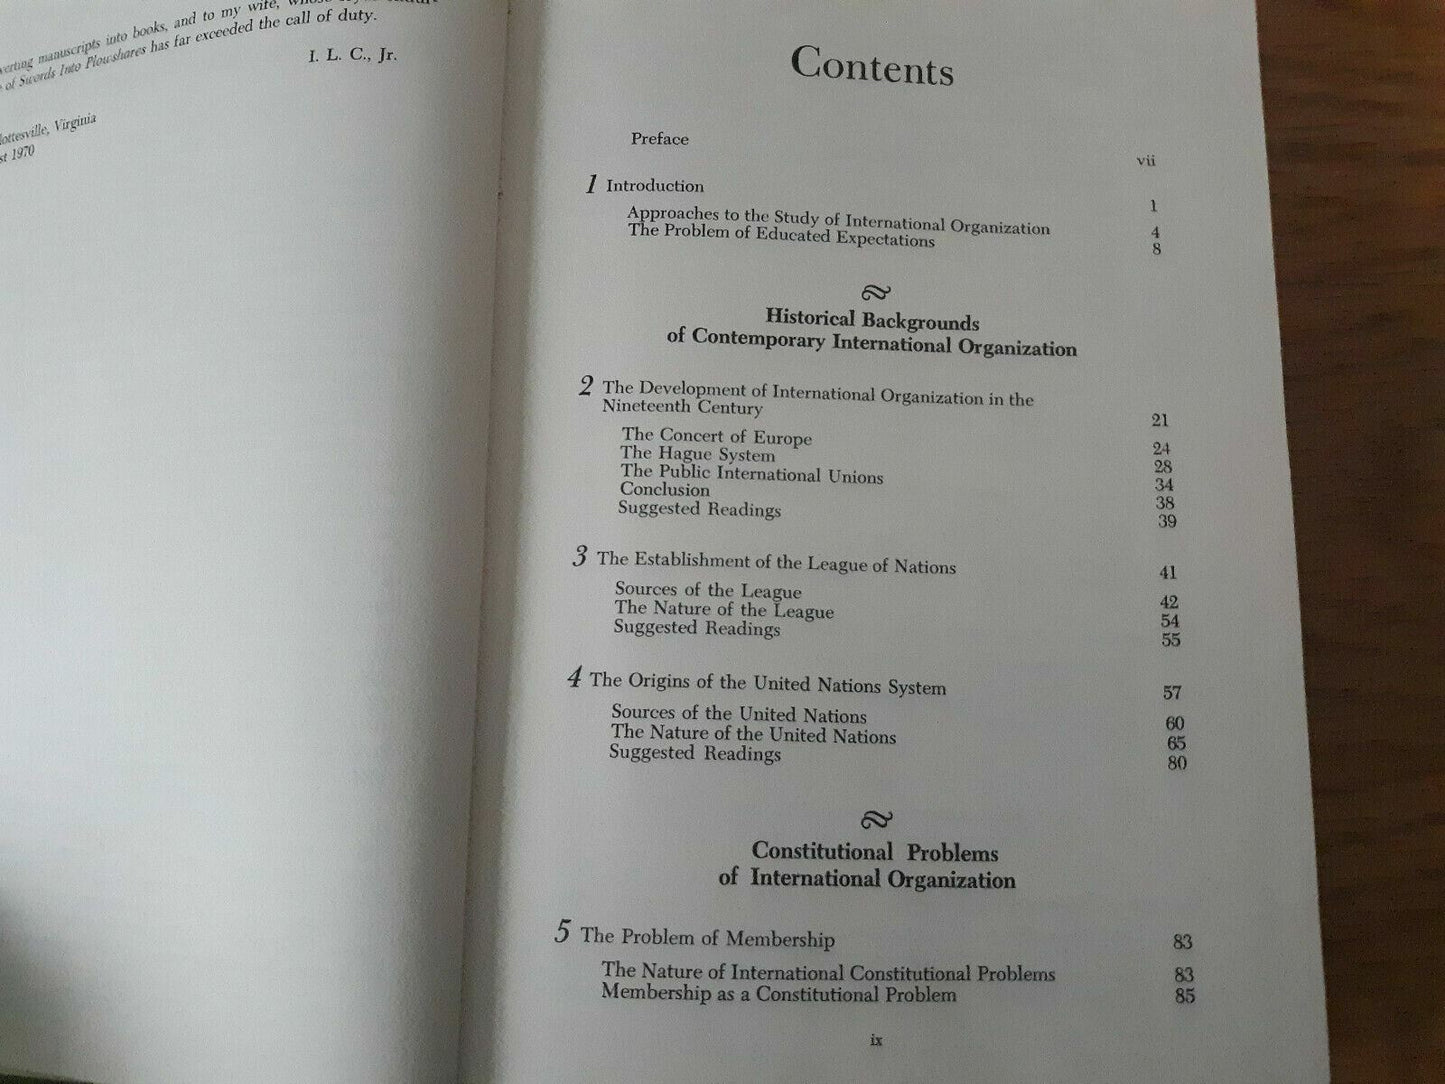 manuscripts into books, and to my wife,
of Swords Into Plowshares has far exceeded the call of duty.
I. L. C., Jr.
Virginia
1970
Contents
Preface vii
1 Introduction 1
Approaches to the Study of International Organization 4
The Problem of Educated Expectations 8
Historical Backgrounds
of Contemporary International Organization
2 The Development of International Organization in the
Nineteenth Century 21
The Concert of Europe 24
The Hague System 28
The Public International Unions 34
Conclusion 38
Suggested Readings 39
3 The Establishment of the League of Nations 41
Sources of the League 42
The Nature of the League 54
Suggested Readings 55
4 The Origins of the United Nations System 57
Sources of the United Nations 60
The Nature of the United Nations 65
Suggested Readings 80
Constitutional Problems
of International Organization
5 The Problem of Membership 83
The Nature of International Constitutional Problems 83
Membership as a Constitutional Problem 85
ix